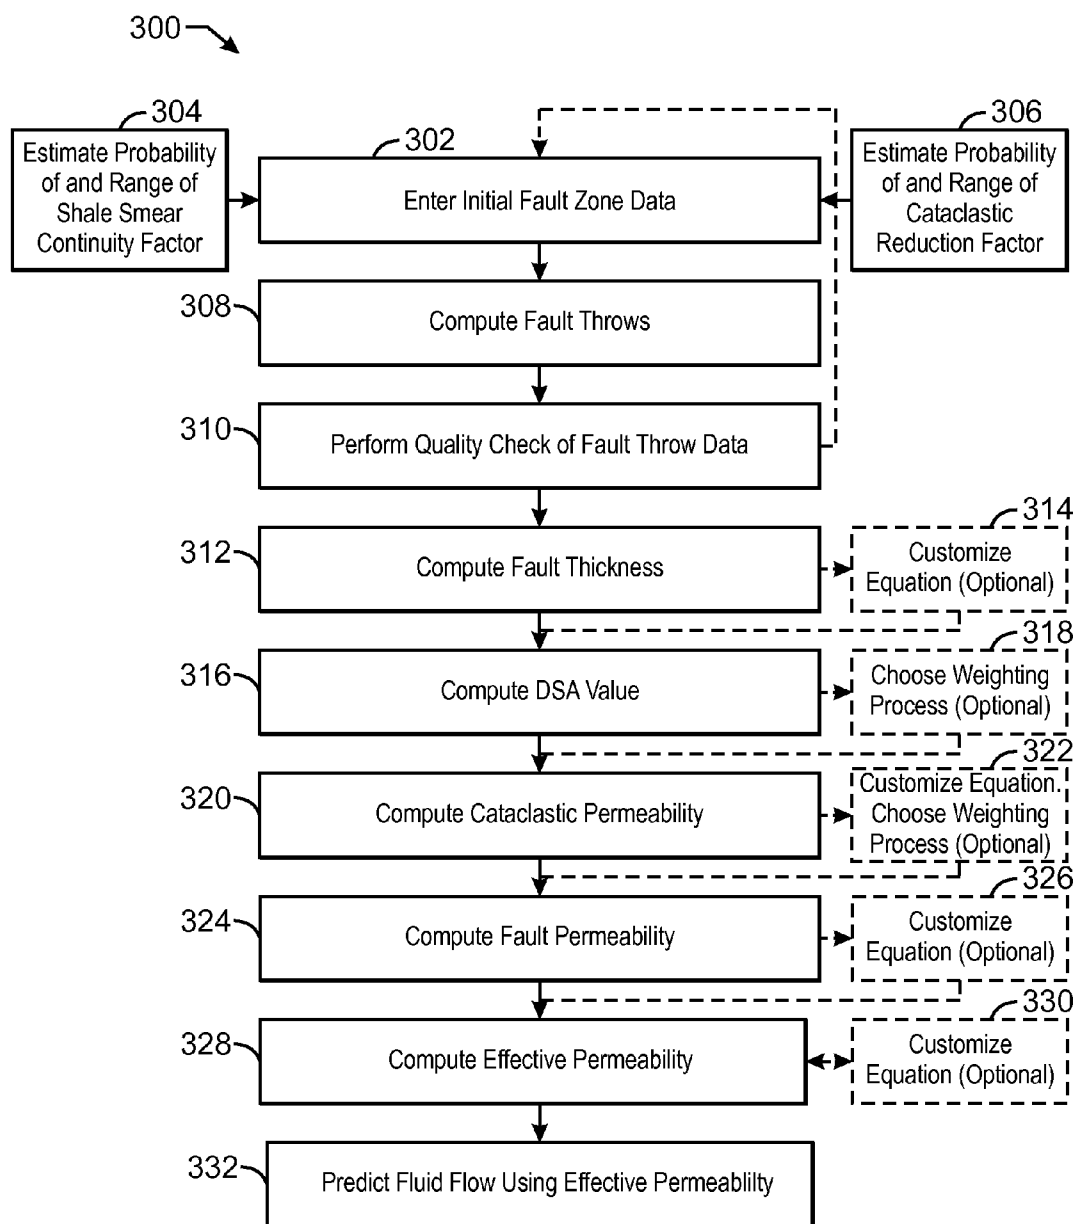 300
304
Estimate Probability
of and Range of
Shale Smear
Continuity Factor
302
Enter Initial Fault Zone Data
306
Estimate Probability
of and Range of
Cataclastic
Reduction Factor
308
Compute Fault Throws
310
Perform Quality Check of Fault Throw Data
312
Compute Fault Thickness
314
Customize
Equation (Optional)
316
Compute DSA Value
318
Choose Weighting
Process (Optional)
320
Compute Cataclastic Permeability
322
Customize Equation.
Choose Weighting
Process (Optional)
324
Compute Fault Permeability
326
Customize
Equation (Optional)
328
Compute Effective Permeability
330
Customize
Equation (Optional)
332
Predict Fluid Flow Using Effective Permeablilty